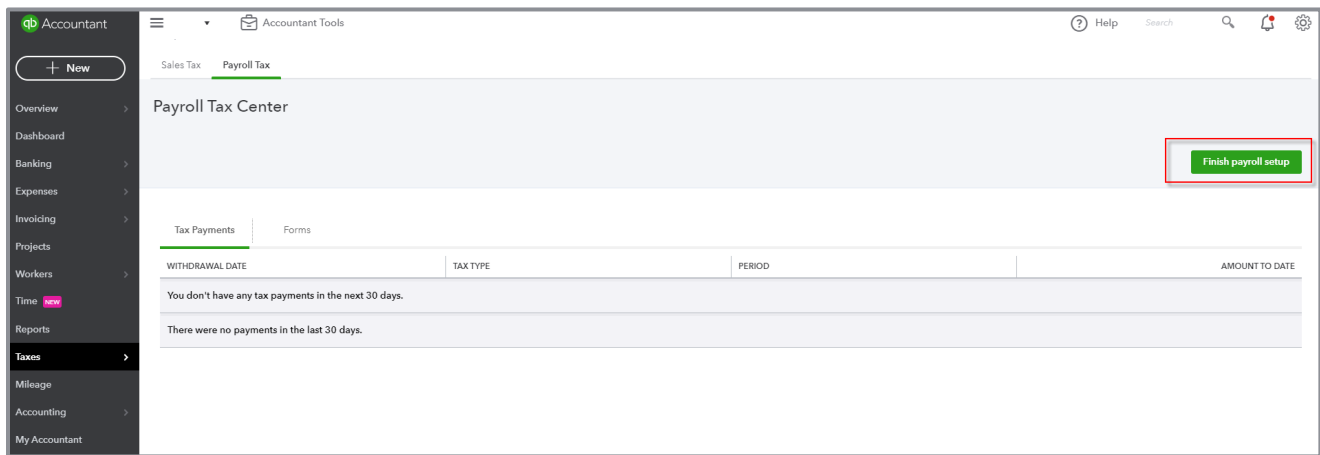 qb Accountant
Accountant Tools
? Help
Search
+ New
Sales Tax
Payroll Tax
Payroll Tax Center
Finish payroll setup
Overview
Dashboard
Banking
Expenses
Invoicing
Projects
Workers
Time NEW
Reports
Taxes
Mileage
Accounting
My Accountant
Tax Payments
Forms
WITHDRAWAL DATE
TAX TYPE
PERIOD
AMOUNT TO DATE
You don't have any tax payments in the next 30 days.
There were no payments in the last 30 days.